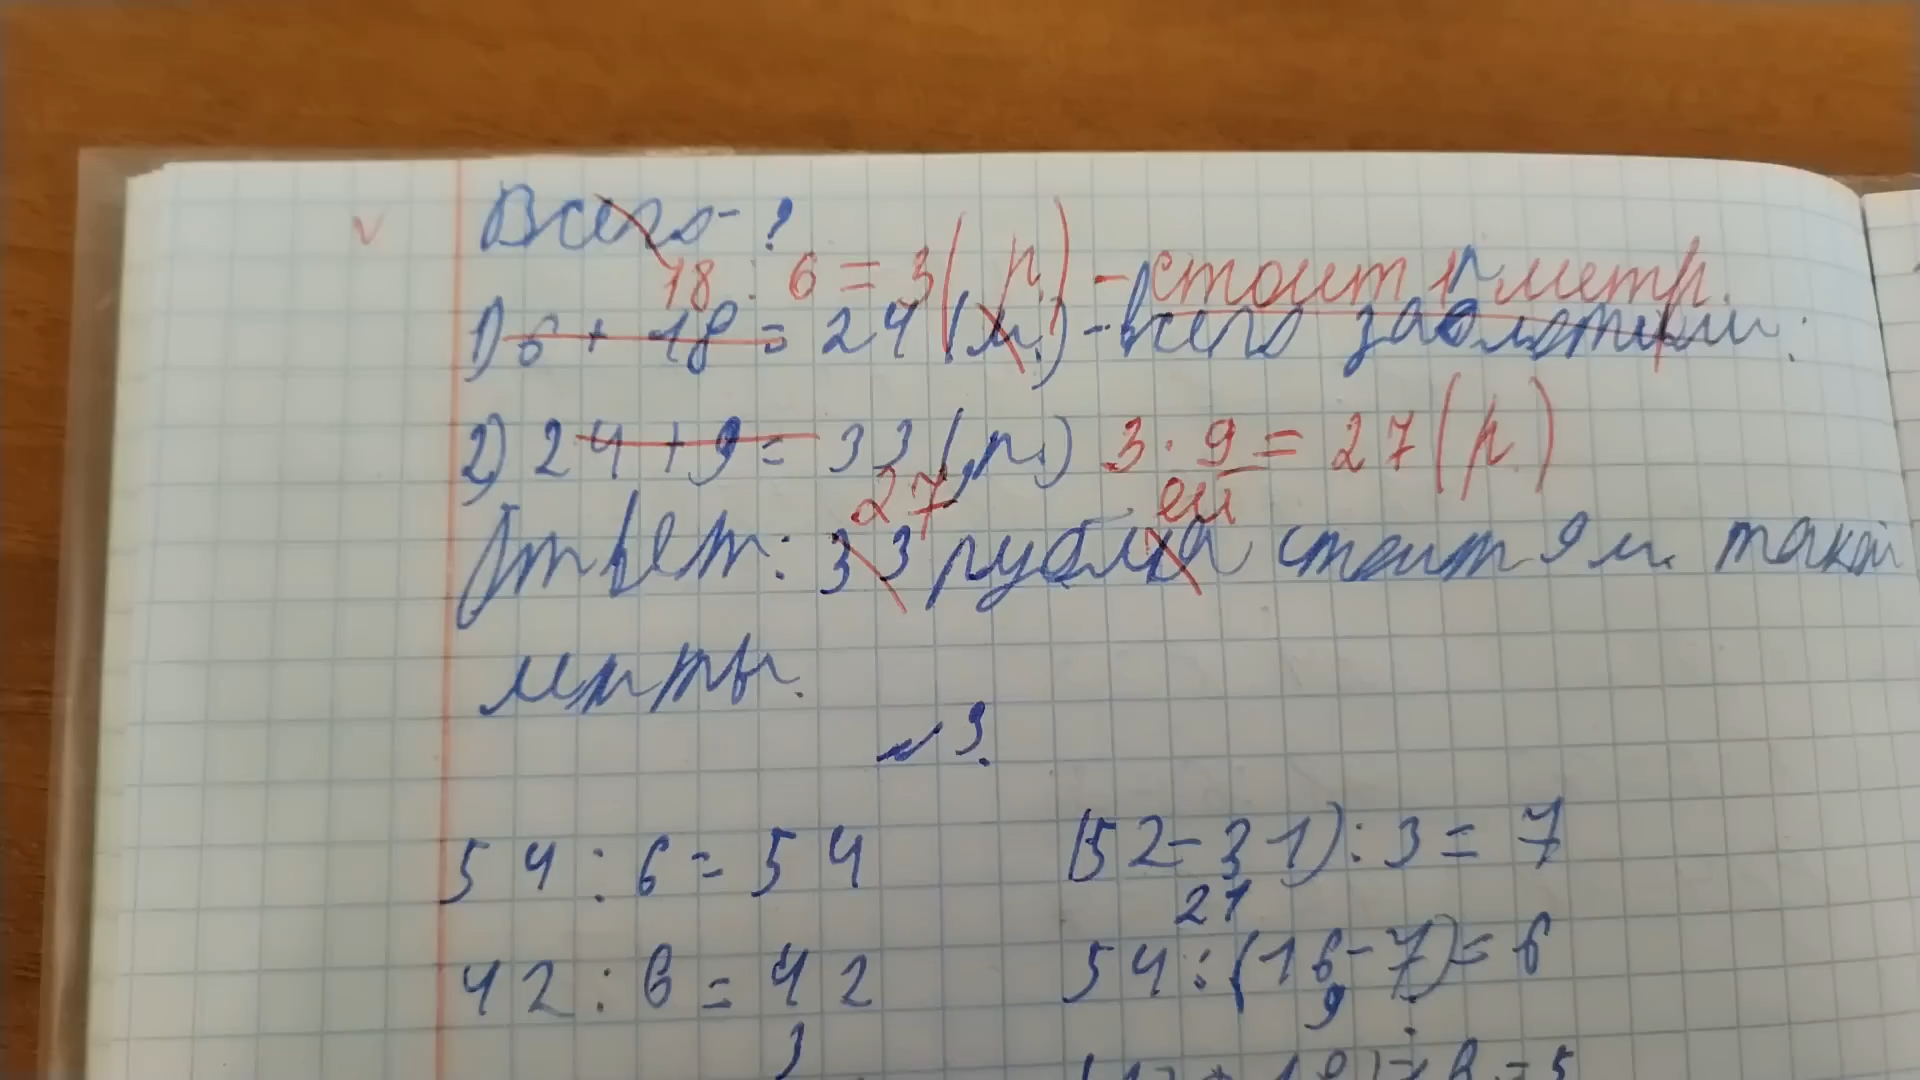 Всего - ?
18 : 6 = 3 (р.) - стоит 1 метр.
1) 6 + 18 = 24 (м.) - всего
2) 24 + 9 = 33 (р.) 3 · 9 = 27 (р.)
27 ей
Ответ: 33 рубля стоит 9 м. такой
№ 3.
54 : 6 = 54 (52 - 31) : 3 = 7
21
42 : 6 = 42 54 : (16 - 7) = 6
9